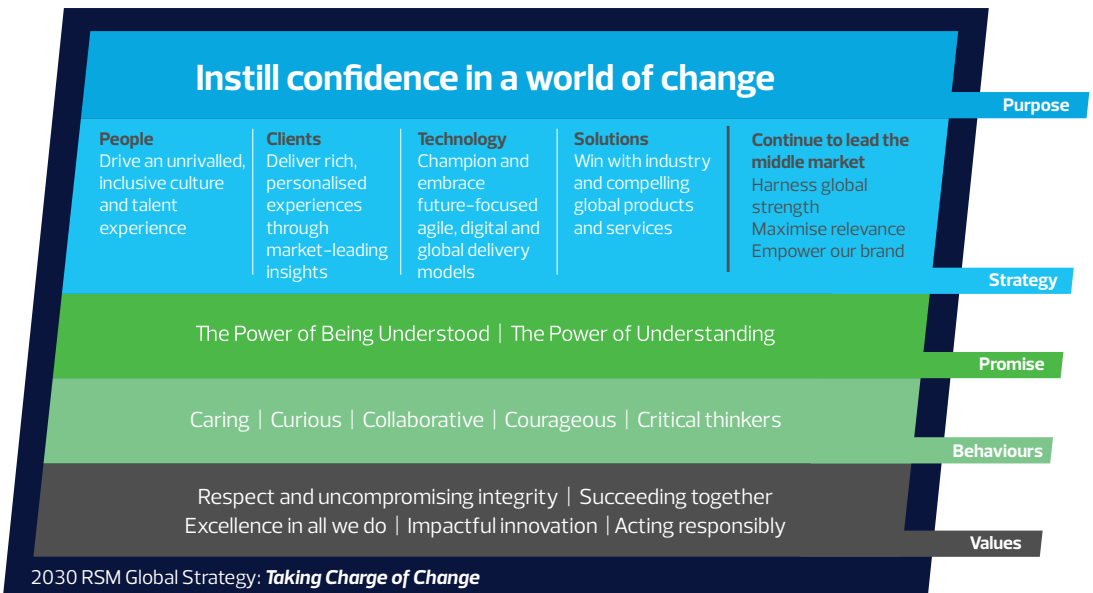 Instill confidence in a world of change
Purpose
People
Drive an unrivalled,
inclusive culture
and talent
experience
Clients
Deliver rich,
personalised
experiences
through
market-leading
insights
Technology
Champion and
embrace
future-focused
agile, digital and
global delivery
models
Solutions
Win with industry
and compelling
global products
and services
Continue to lead the
middle market
Harness global
strength
Maximise relevance
Empower our brand
Strategy
The Power of Being Understood | The Power of Understanding
Promise
Caring | Curious | Collaborative | Courageous | Critical thinkers
Behaviours
Respect and uncompromising integrity | Succeeding together
Excellence in all we do | Impactful innovation | Acting responsibly
Values
2030 RSM Global Strategy: Taking Charge of Change